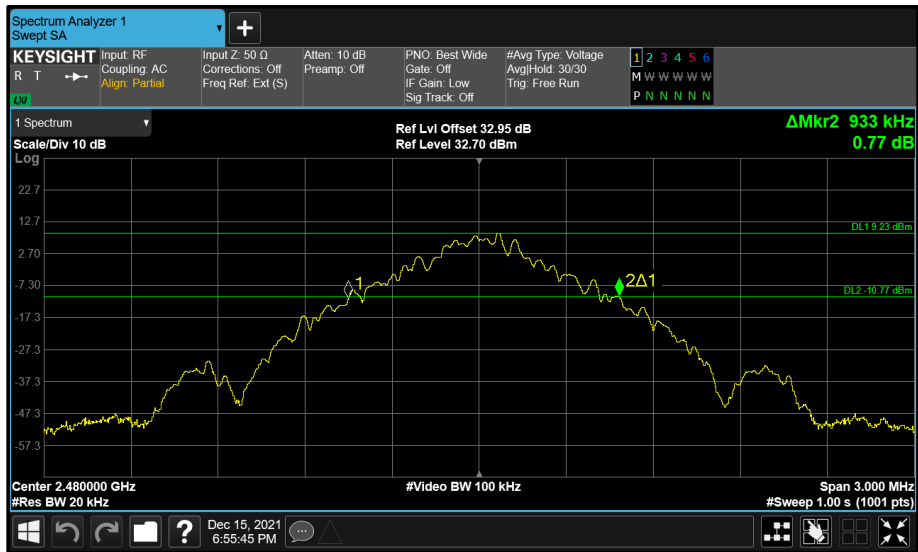 Spectrum Analyzer 1
Swept SA
+
KEYSIGHT
R T
LXI
Input: RF
Coupling: AC
Align: Partial
Input Z: 50 Ω
Corrections: Off
Freq Ref: Ext (S)
Atten: 10 dB
Preamp: Off
PNO: Best Wide
Gate: Off
IF Gain: Low
Sig Track: Off
#Avg Type: Voltage
Avg|Hold: 30/30
Trig: Free Run
1 2 3 4 5 6
M W W W W W
P N N N N N
1 Spectrum
Scale/Div 10 dB
Log
Ref Lvl Offset 32.95 dB
Ref Level 32.70 dBm
ΔMkr2 933 kHz
0.77 dB
22.7
12.7
DL1 9.23 dBm
2.70
-7.30
1
2Δ1
DL2 -10.77 dBm
-17.3
-27.3
-37.3
-47.3
-57.3
Center 2.480000 GHz
#Video BW 100 kHz
Span 3.000 MHz
#Res BW 20 kHz
#Sweep 1.00 s (1001 pts)
?
Dec 15, 2021
6:55:45 PM